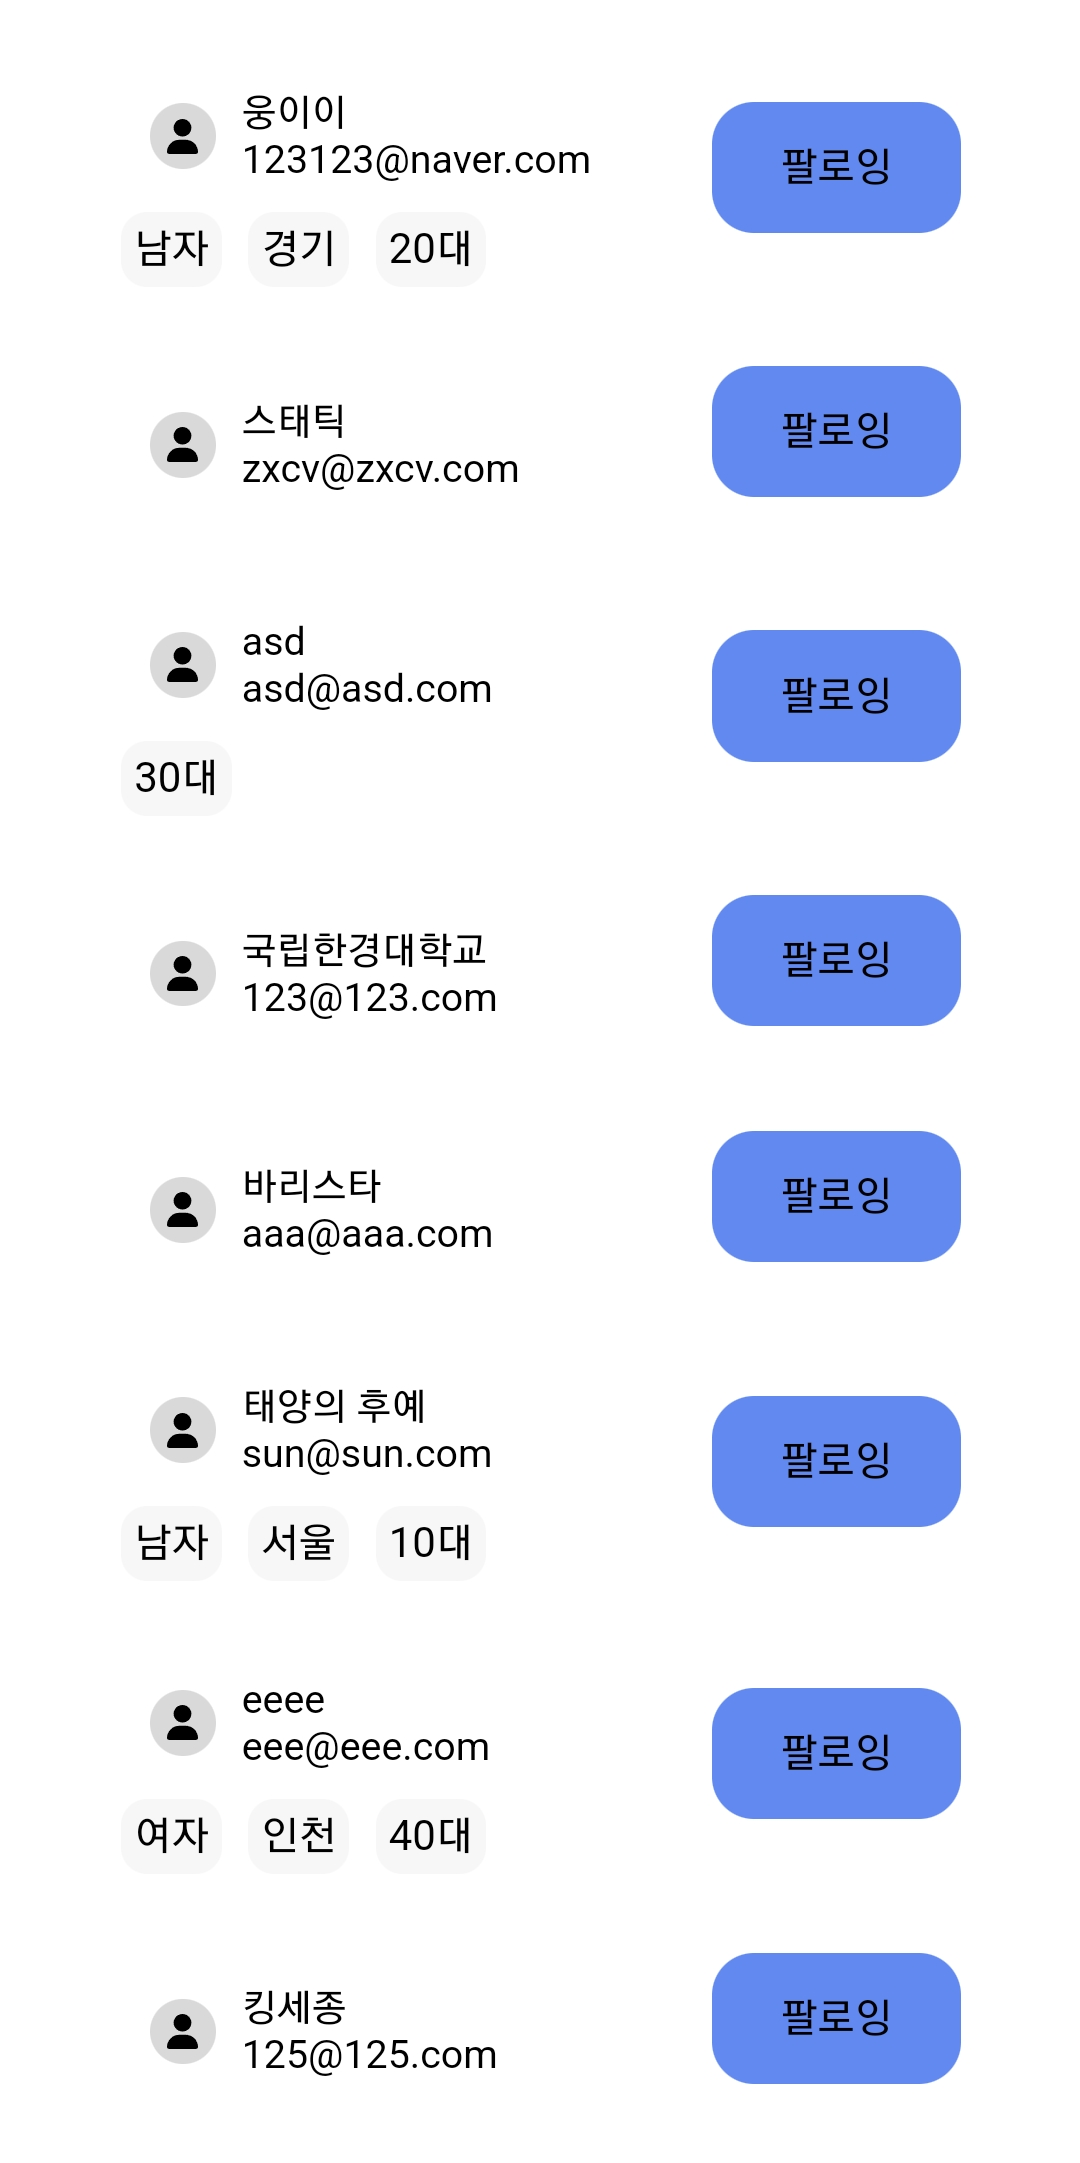 웅이이
123123@naver.com
팔로잉
남자 경기 20대
스태틱
zxcv@zxcv.com
팔로잉
asd
asd@asd.com
팔로잉
30대
국립한경대학교
123@123.com
팔로잉
바리스타
aaa@aaa.com
팔로잉
태양의 후예
sun@sun.com
팔로잉
남자 서울 10대
eeee
eee@eee.com
팔로잉
여자 인천 40대
킹세종
125@125.com
팔로잉